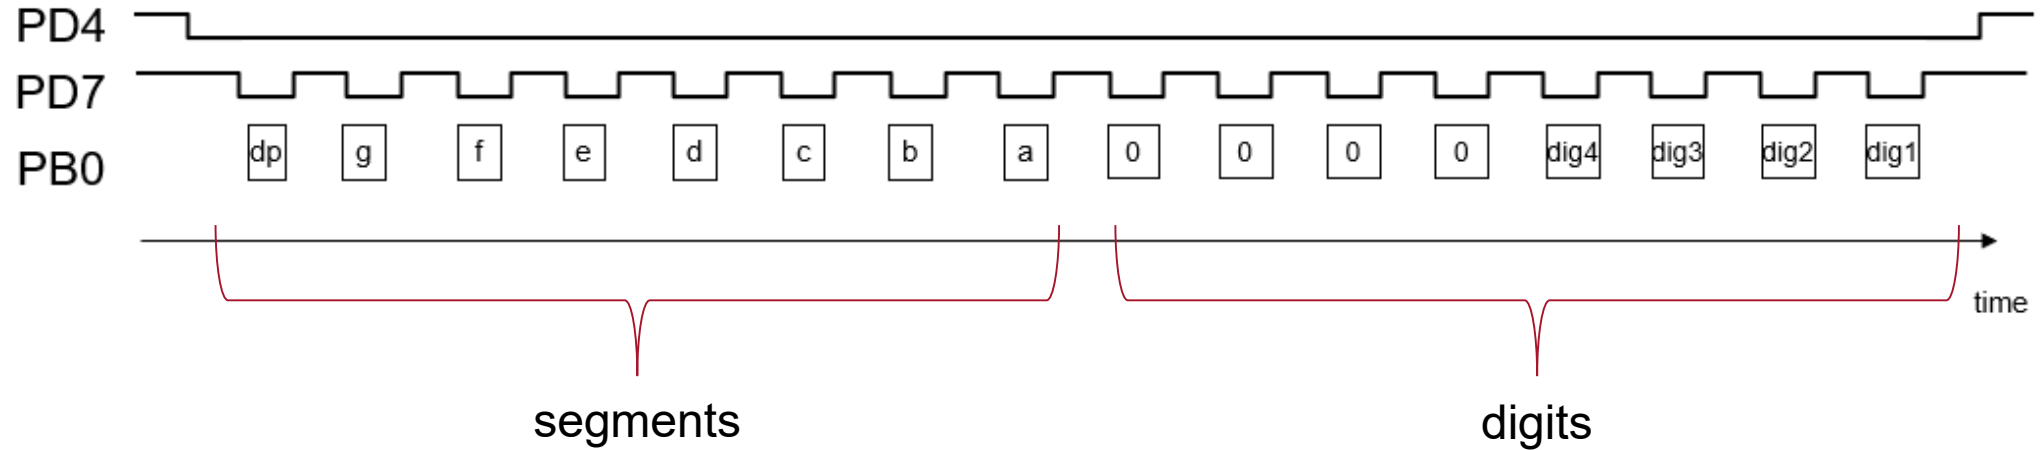 PD4
PD7
PB0 dp g f e d c b a 0 0 0 0 dig4 dig3 dig2 dig1
time
segments digits